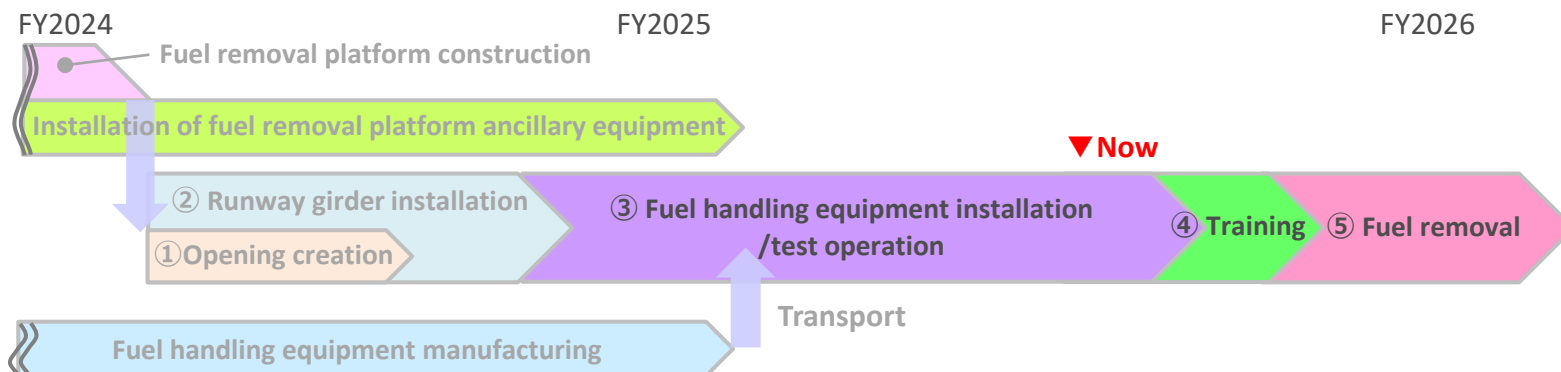 FY2024 FY2025 FY2026
Fuel removal platform construction
Installation of fuel removal platform ancillary equipment
▼Now
② Runway girder installation
①Opening creation
③ Fuel handling equipment installation
/test operation
④ Training
⑤ Fuel removal
Transport
Fuel handling equipment manufacturing